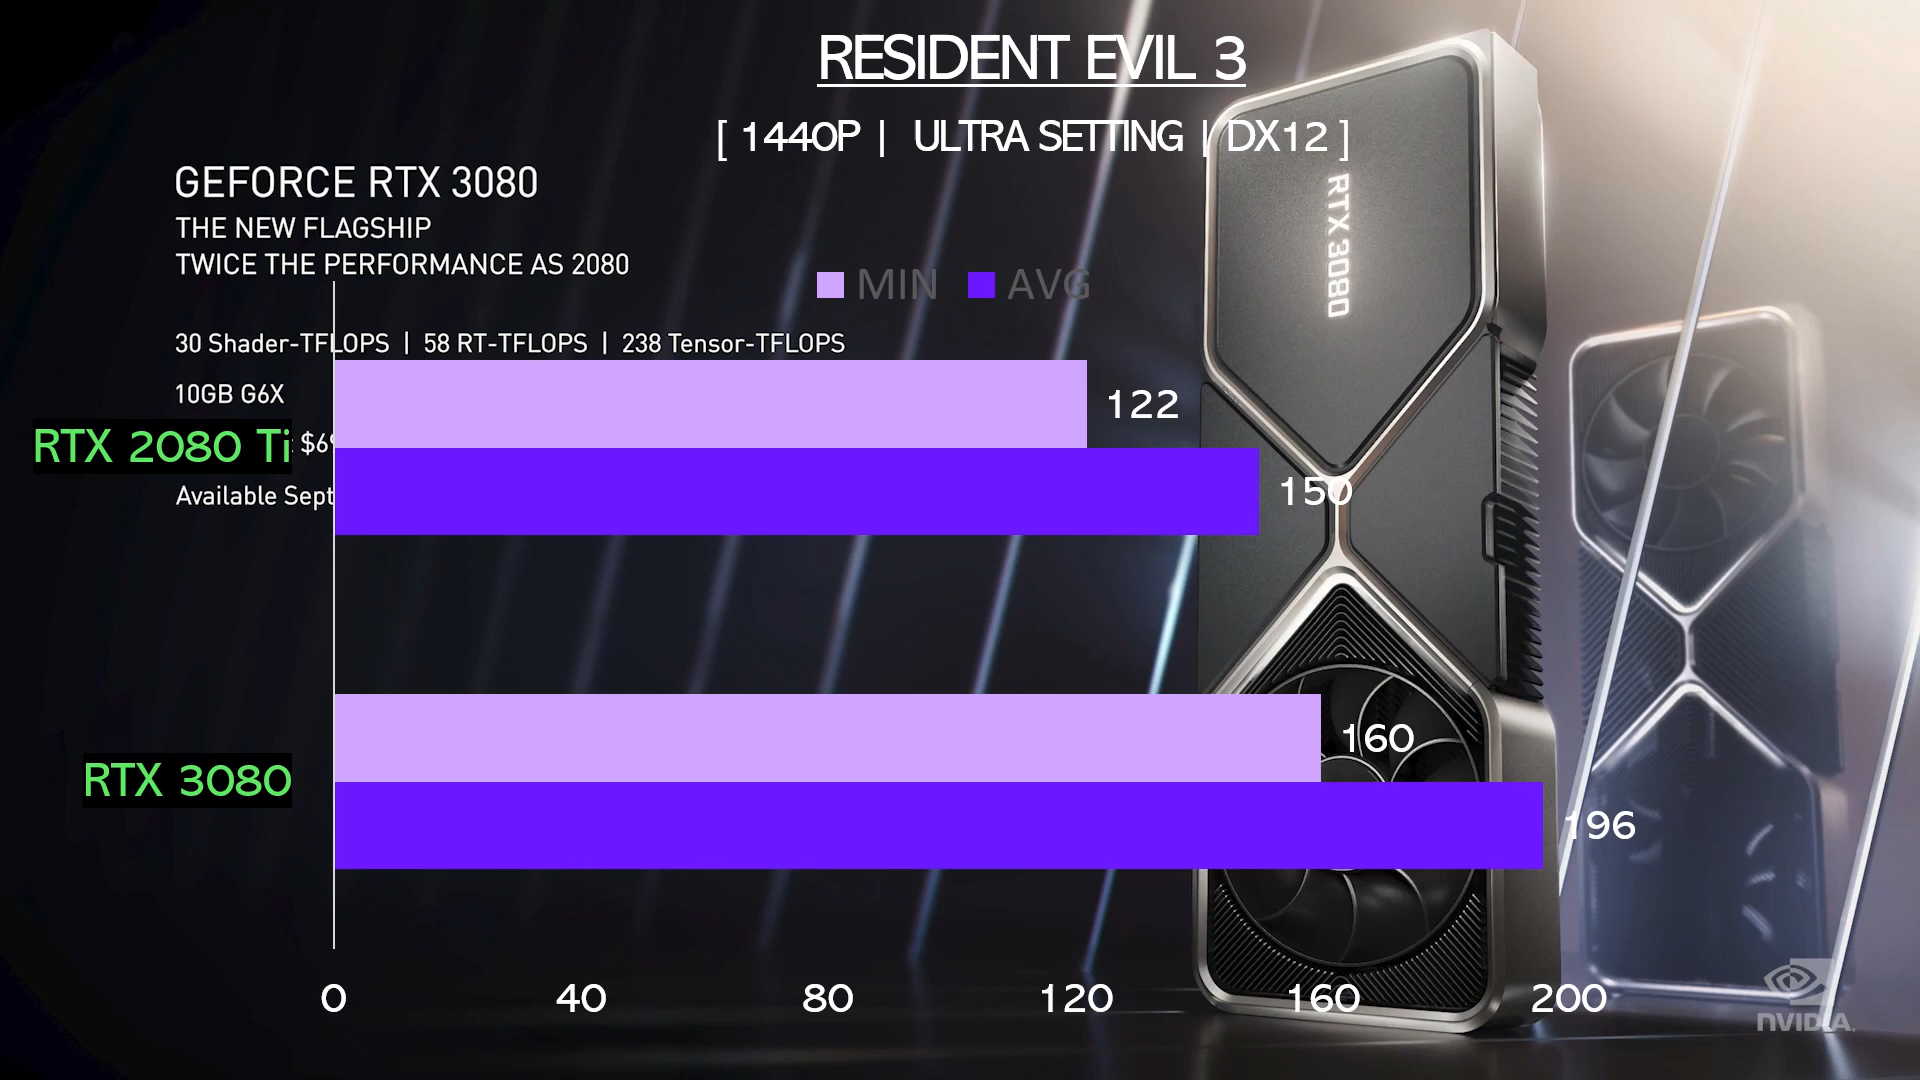 RESIDENT EVIL 3
[ 1440P | ULTRA SETTING | DX12 ]
GEFORCE RTX 3080
THE NEW FLAGSHIP
TWICE THE PERFORMANCE AS 2080
MIN AVG
30 Shader-TFLOPS | 58 RT-TFLOPS | 238 Tensor-TFLOPS
10GB G6X
RTX 2080 Ti
Available Sept
122
150
RTX 3080
160
196
0 40 80 120 160 200
RTX 3080
NVIDIA.